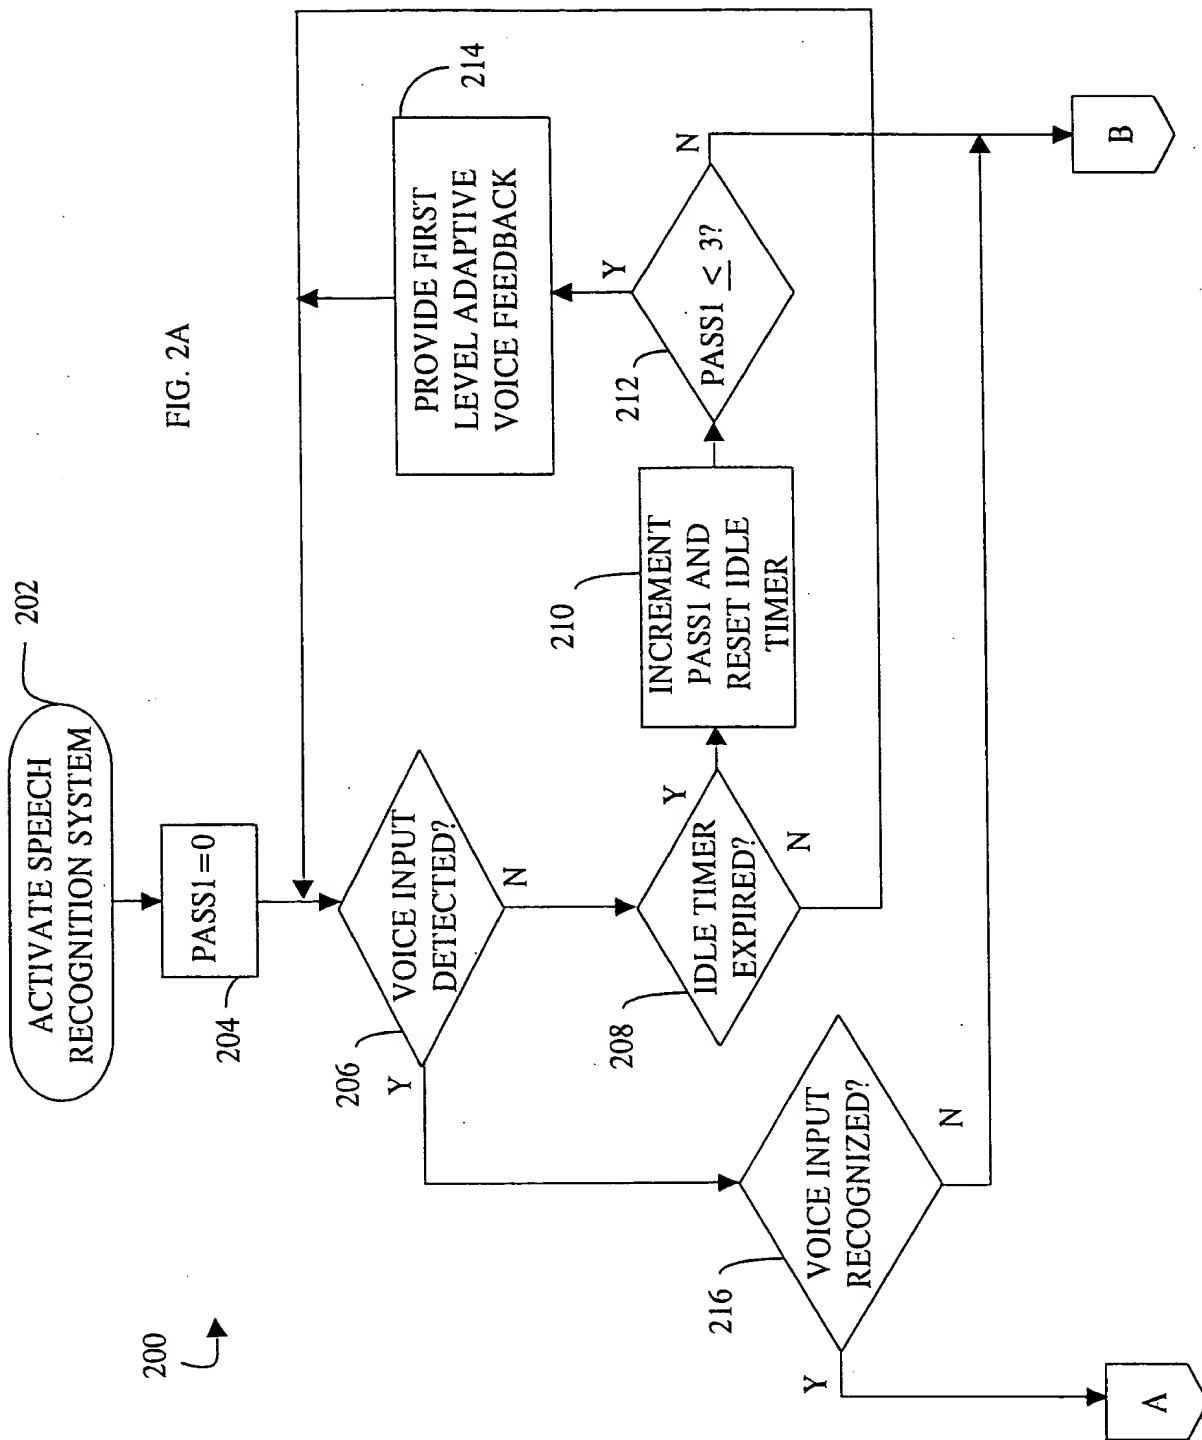 FIG. 2A
200
ACTIVATE SPEECH
RECOGNITION SYSTEM
202
PASS1=0
204
VOICE INPUT
DETECTED?
206
Y
N
IDLE TIMER
EXPIRED?
208
Y
N
INCREMENT
PASS1 AND
RESET IDLE
TIMER
210
PASS1 ≤ 3?
212
Y
N
PROVIDE FIRST
LEVEL ADAPTIVE
VOICE FEEDBACK
214
VOICE INPUT
RECOGNIZED?
216
Y
N
A
B